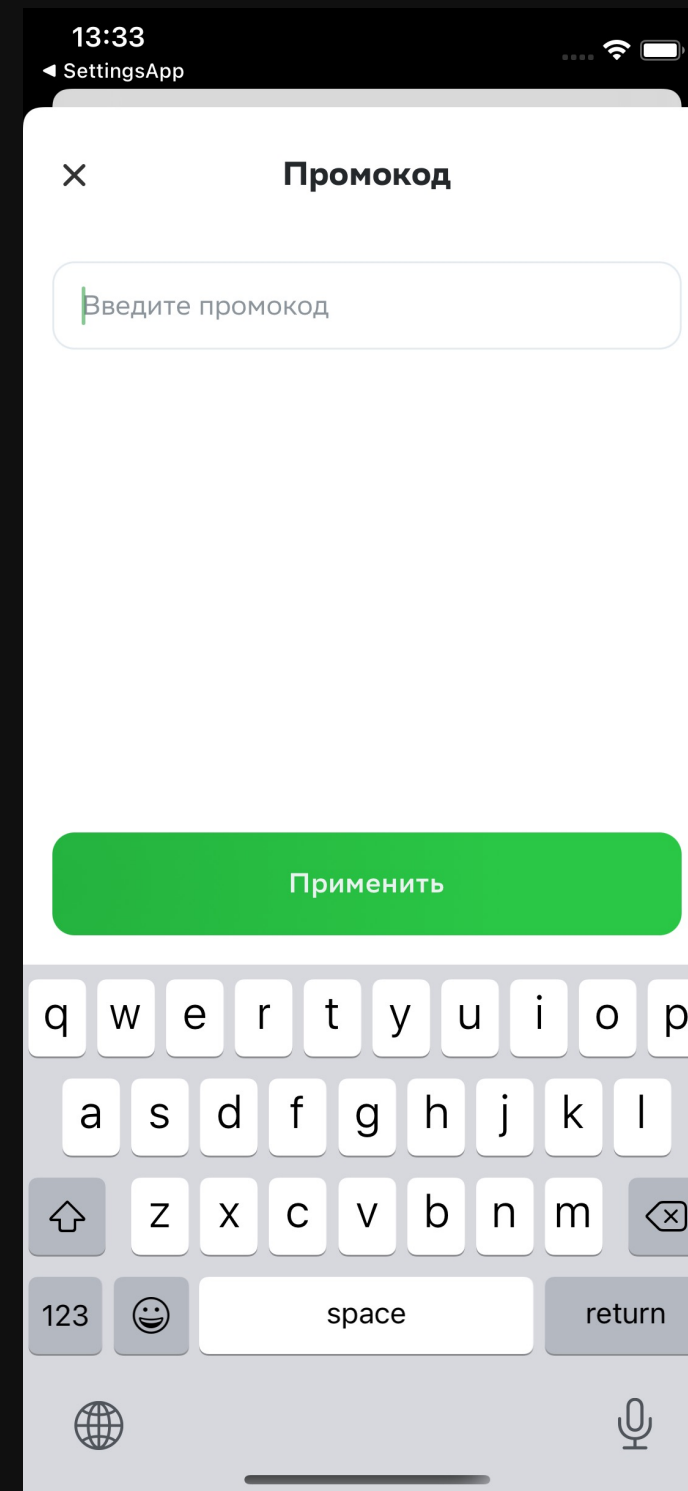 13:33
◀ SettingsApp
Промокод
Введите промокод
Применить
q w e r t y u i o p
a s d f g h j k l
z x c v b n m
123 space return